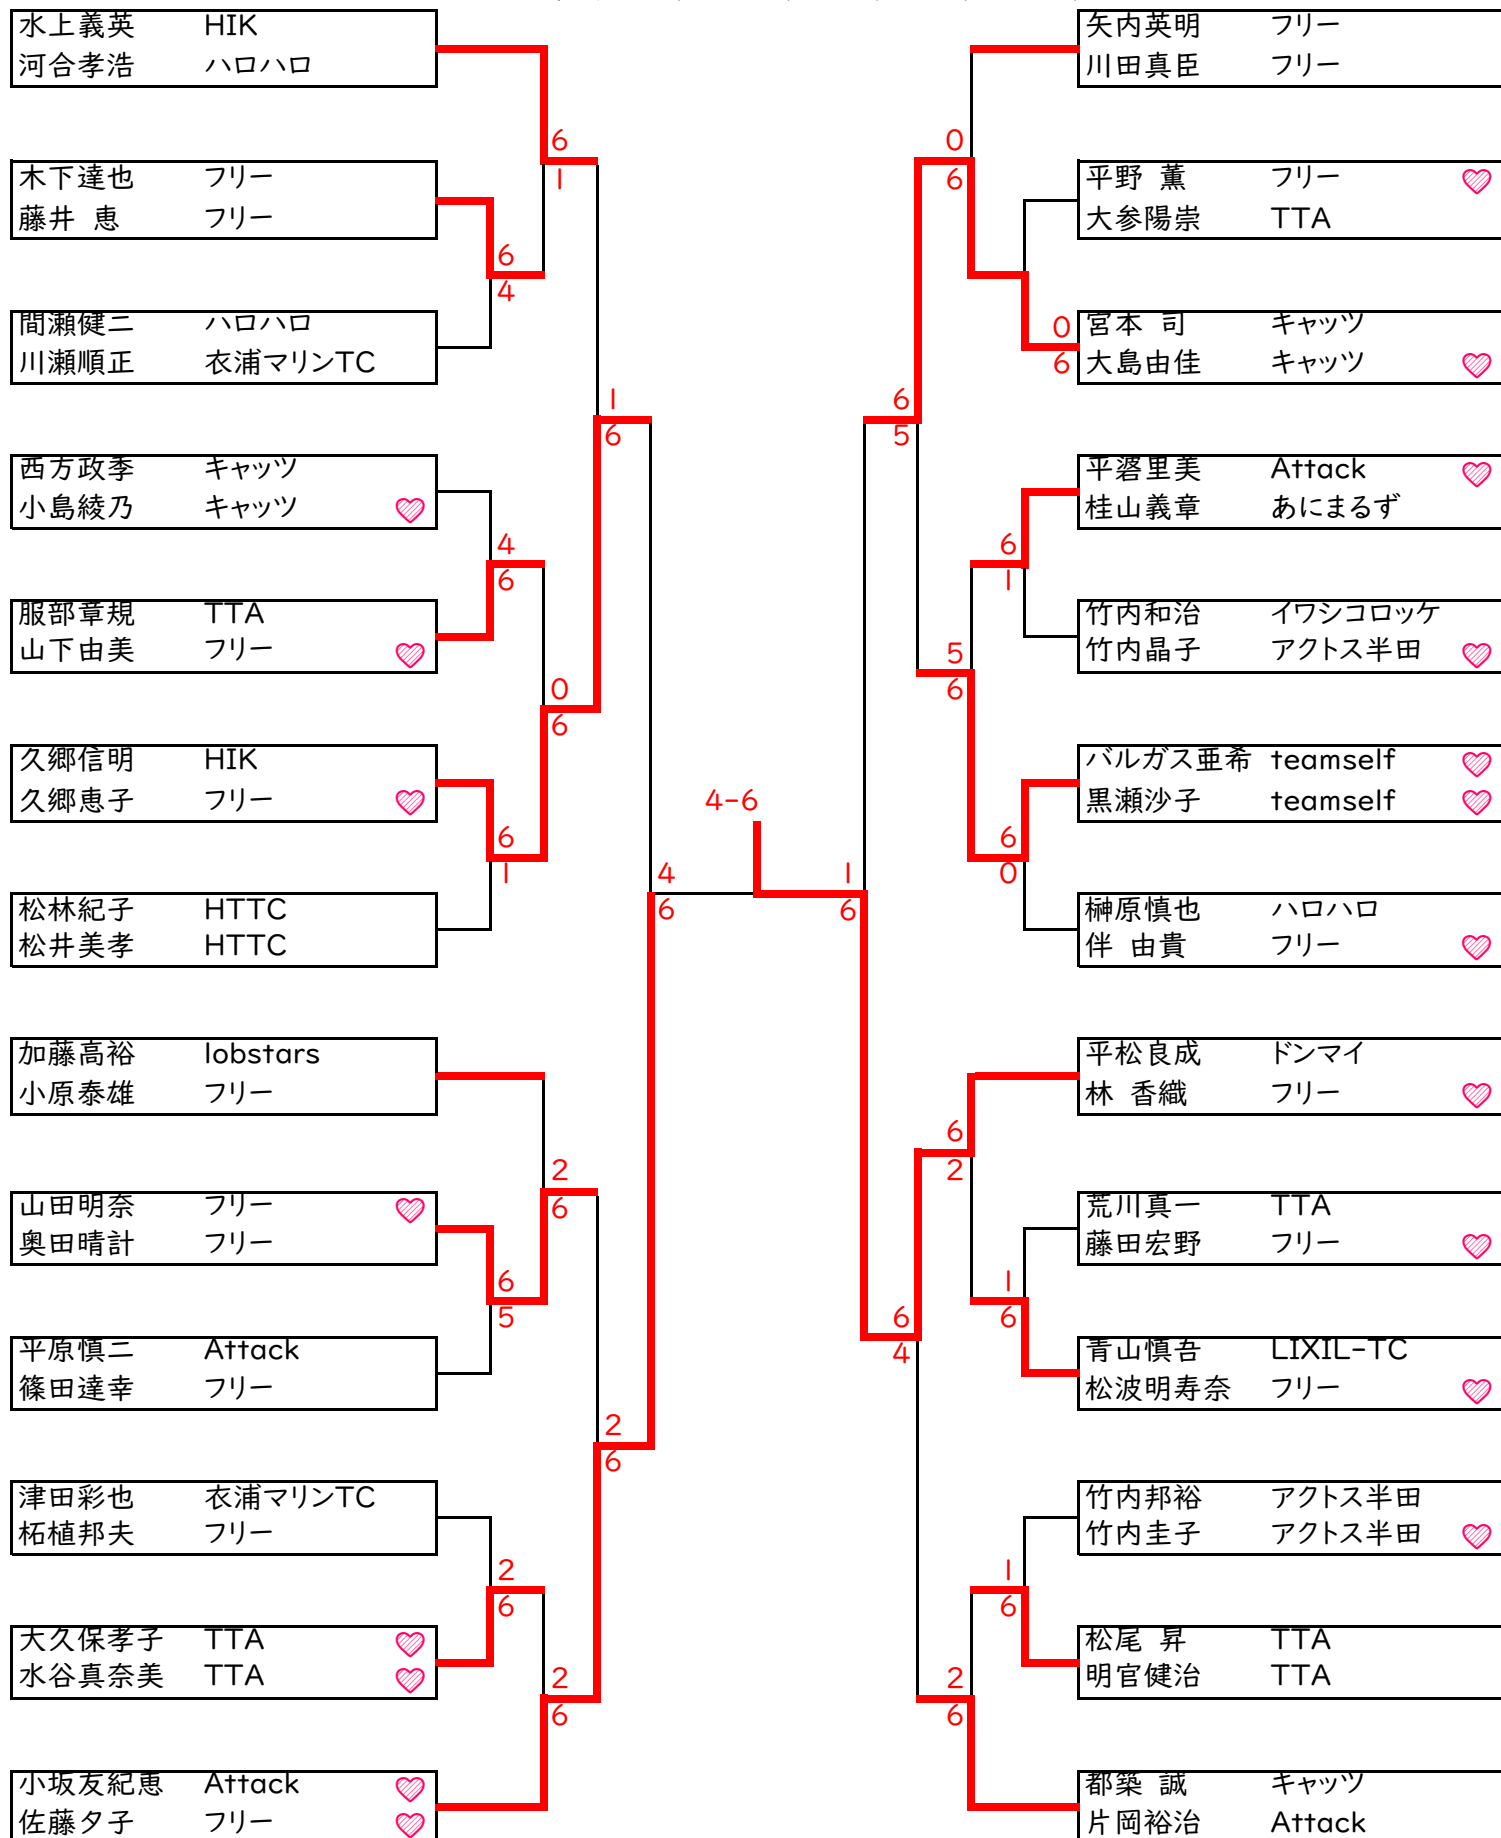 水上義英 HIK
河合孝浩 ハロハロ
6
1
木下達也 フリー
藤井 恵 フリー
6
4
間瀬健二 ハロハロ
川瀬順正 衣浦マリンTC
1
6
西方政季 キャッツ
小島綾乃 キャッツ
4
6
服部章規 TTA
山下由美 フリー
0
6
久郷信明 HIK
久郷恵子 フリー
6
1
松林紀子 HTTC
松井美孝 HTTC
4
6
加藤高裕 lobstars
小原泰雄 フリー
2
6
山田明奈 フリー
奥田晴計 フリー
6
5
平原慎二 Attack
篠田達幸 フリー
2
6
津田彩也 衣浦マリンTC
柘植邦夫 フリー
2
6
大久保孝子 TTA
水谷真奈美 TTA
2
6
小坂友紀恵 Attack
佐藤夕子 フリー
4-6
矢内英明 フリー
川田真臣 フリー
0
6
平野 薫 フリー
大参陽崇 TTA
0
6
宮本 司 キャッツ
大島由佳 キャッツ
6
5
平 里美 Attack
桂山義章 あにまるず
6
1
竹内和治 イワシコロッケ
竹内晶子 アクトス半田
5
6
バルガス亜希 teamself
黒瀬沙子 teamself
6
0
榊原慎也 ハロハロ
伴 由貴 フリー
1
6
平松良成 ドンマイ
林 香織 フリー
6
2
荒川真一 TTA
藤田宏野 フリー
1
6
青山慎吾 LIXIL-TC
松波明寿奈 フリー
6
4
竹内邦裕 アクトス半田
竹内圭子 アクトス半田
1
6
松尾 昇 TTA
明官健治 TTA
2
6
都築 誠 キャッツ
片岡裕治 Attack